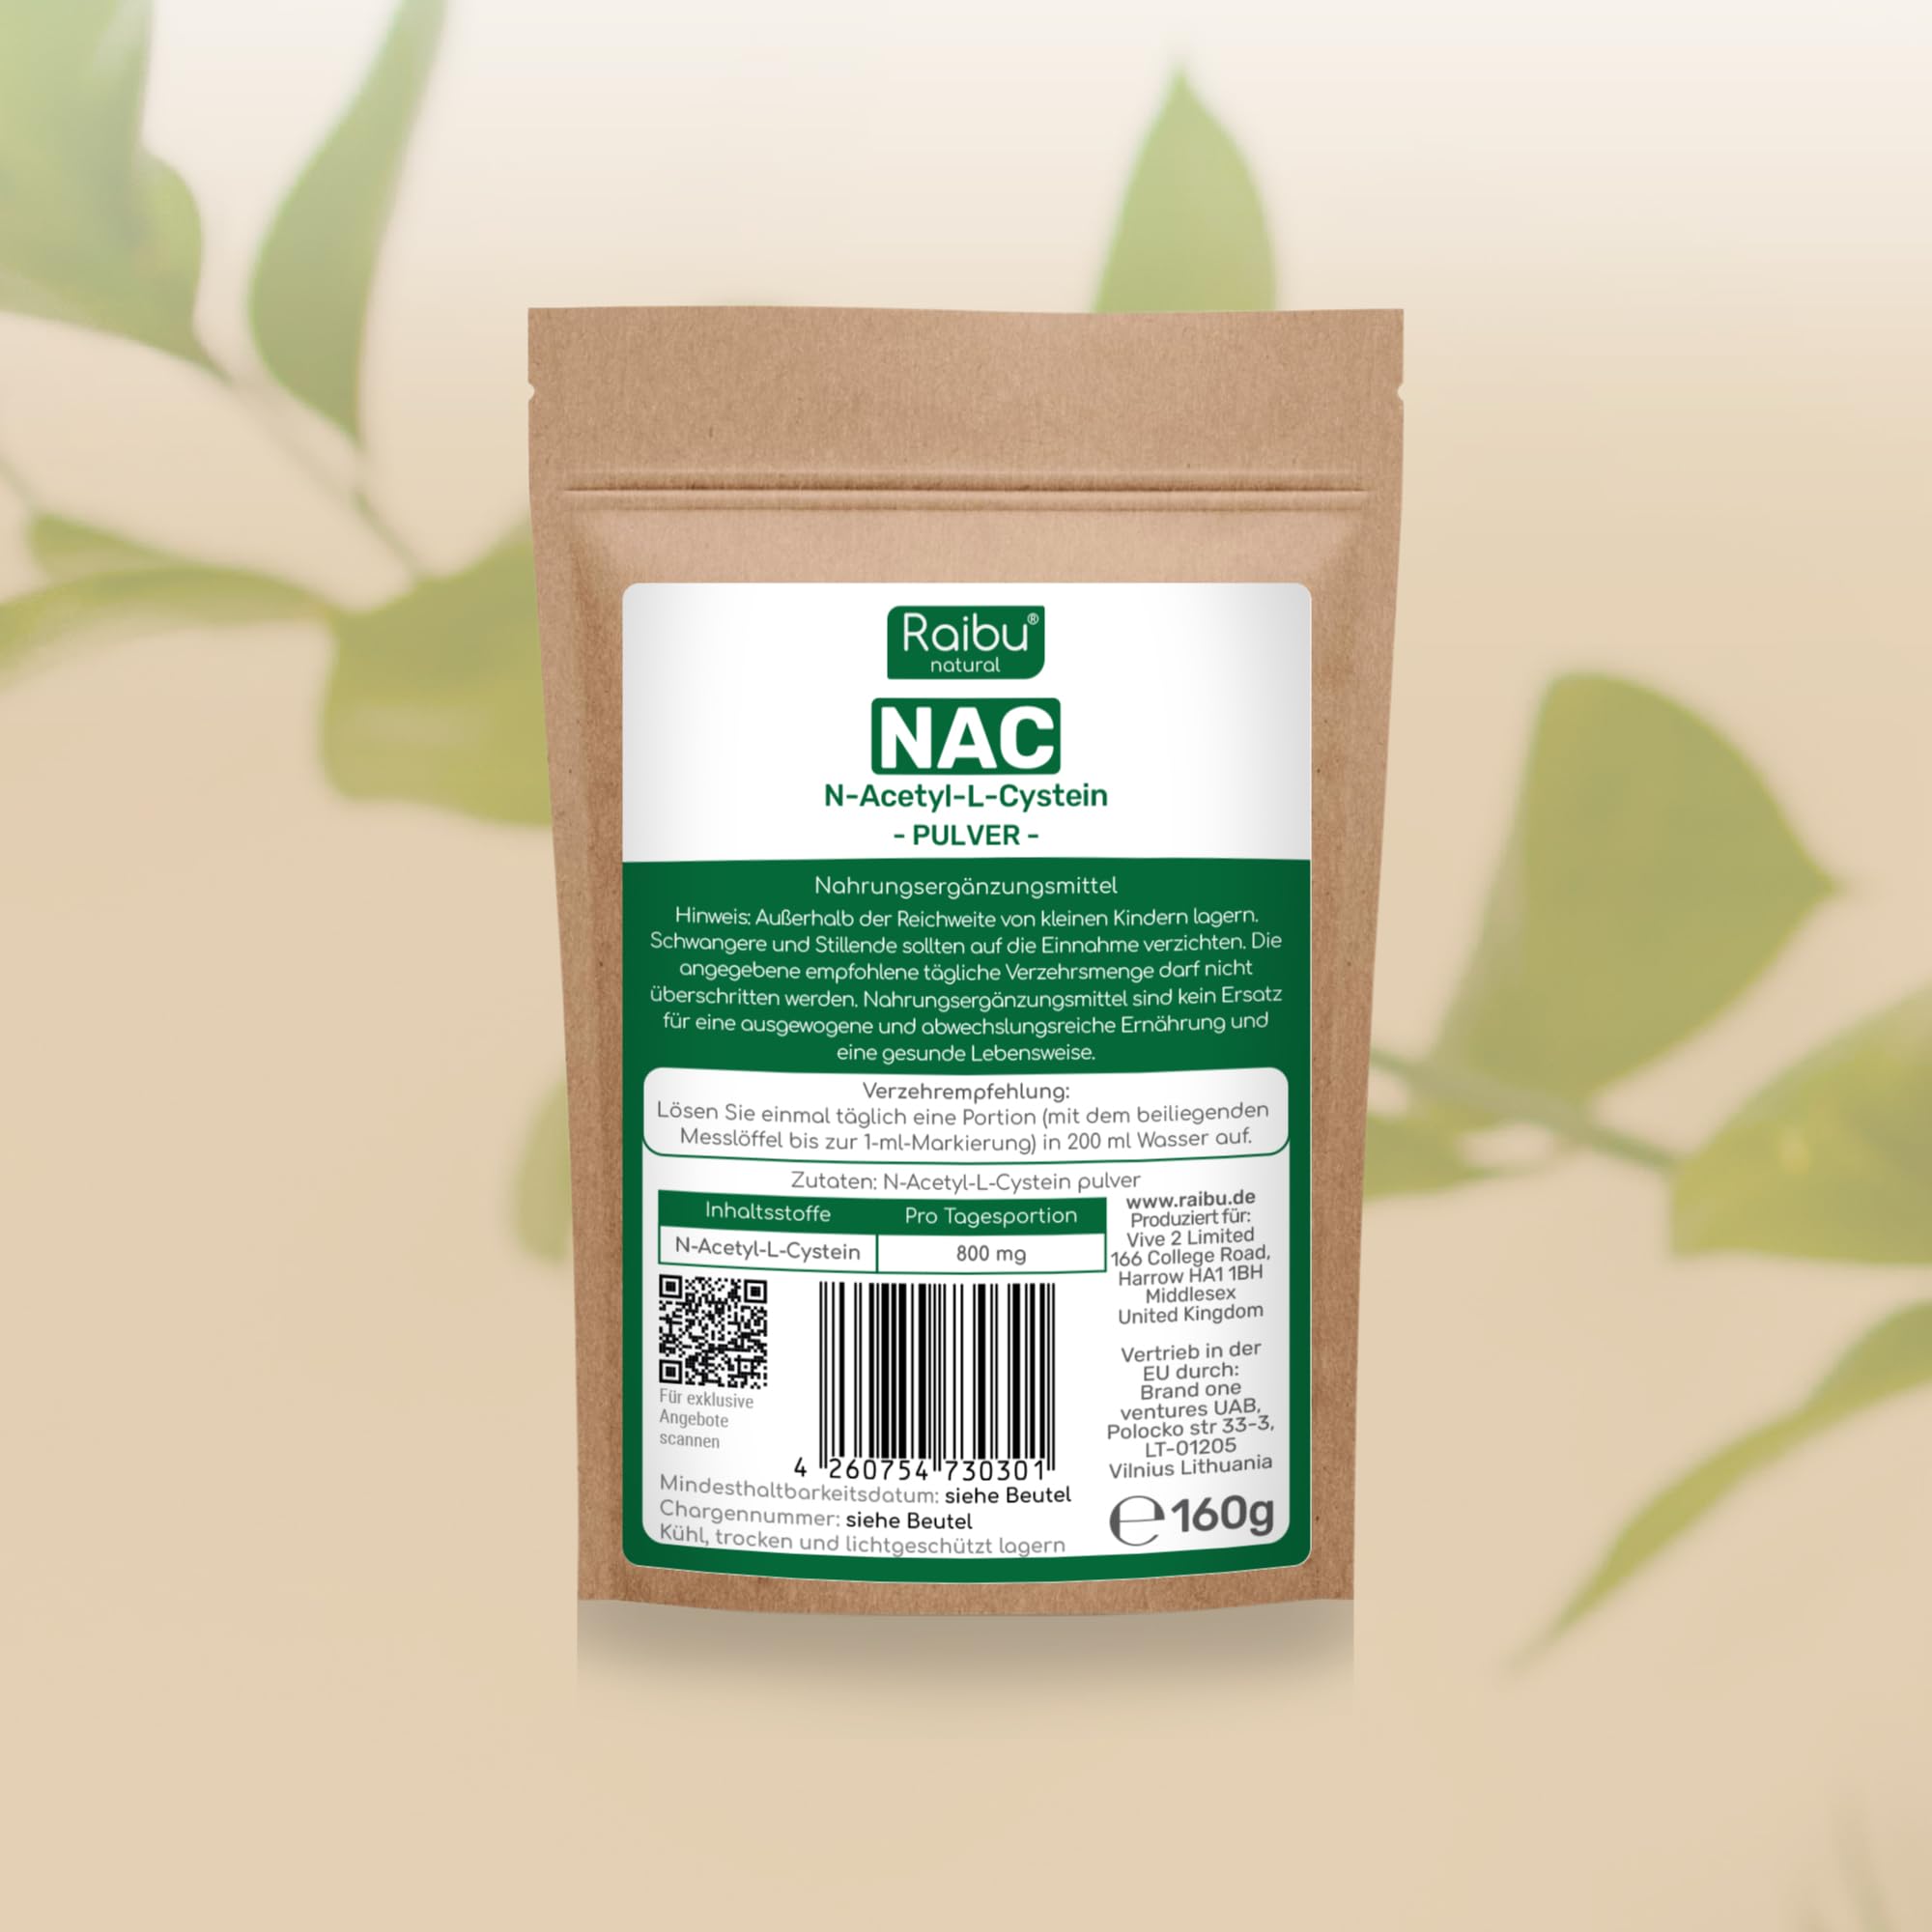 Raibu®
natural
NAC
N-Acetyl-L-Cystein
- PULVER -
Nahrungsergänzungsmittel
Hinweis: Außerhalb der Reichweite von kleinen Kindern lagern.
Schwangere und Stillende sollten auf die Einnahme verzichten. Die
angegebene empfohlene tägliche Verzehrsmenge darf nicht
überschritten werden. Nahrungsergänzungsmittel sind kein Ersatz
für eine ausgewogene und abwechslungsreiche Ernährung und
eine gesunde Lebensweise.
Verzehrempfehlung:
Lösen Sie einmal täglich eine Portion (mit dem beiliegenden
Messlöffel bis zur 1-ml-Markierung) in 200 ml Wasser auf.
Zutaten: N-Acetyl-L-Cystein pulver
Inhaltsstoffe Pro Tagesportion
N-Acetyl-L-Cystein 800 mg
Für exklusive
Angebote
scannen
4 260754 730301
Mindesthaltbarkeitsdatum: siehe Beutel
Chargennummer: siehe Beutel
Kühl, trocken und lichtgeschützt lagern
www.raibu.de
Produziert für:
Vive 2 Limited
166 College Road,
Harrow HA1 1BH
Middlesex
United Kingdom
Vertrieb in der
EU durch:
Brand one
ventures UAB,
Polocko str 33-3,
LT-01205
Vilnius Lithuania
℮160g